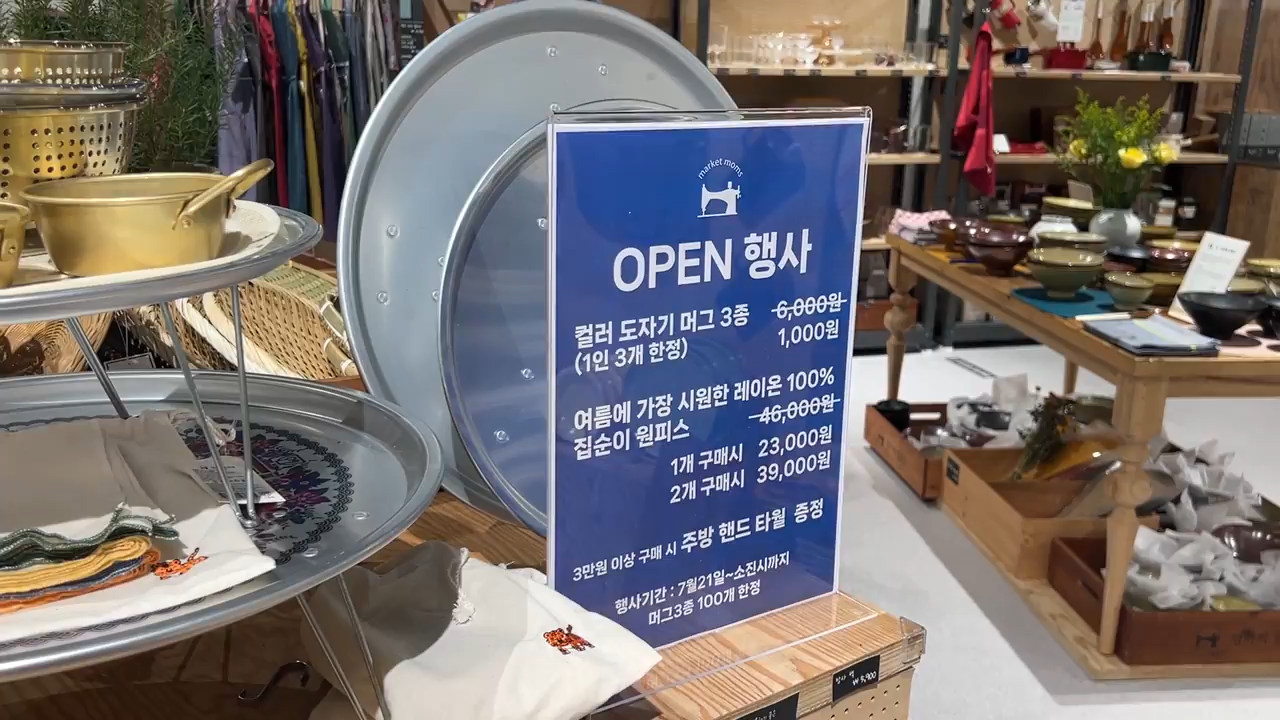 market moms
OPEN 행사
컬러 도자기 머그 3종 6,000원
(1인 3개 한정) 1,000원
여름에 가장 시원한 레이온 100%
집순이 원피스 46,000원
1개 구매시 23,000원
2개 구매시 39,000원
3만원 이상 구매 시 주방 핸드 타월 증정
행사기간 : 7월21일~소진시까지
머그3종 100개 한정